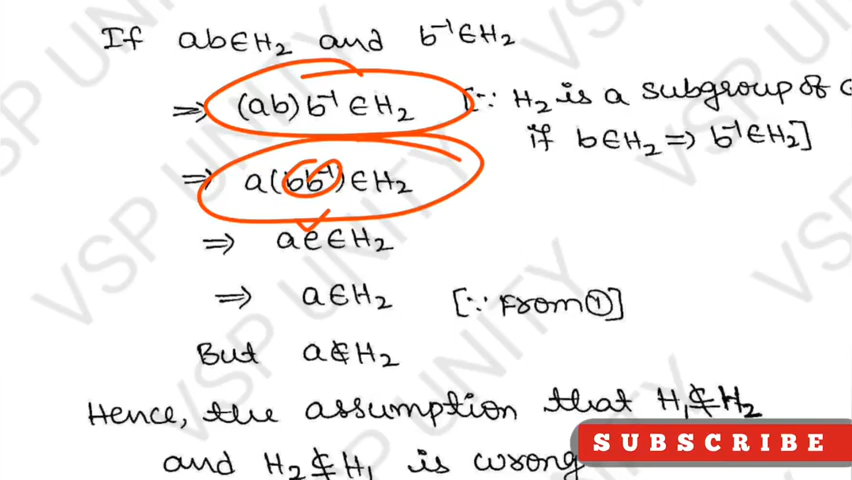 If ab∈H₂ and b⁻¹∈H₂
⇒ (ab)b⁻¹∈H₂ [∵ H₂ is a subgroup of G
if b∈H₂ ⇒ b⁻¹∈H₂]
⇒ a(bb⁻¹)∈H₂
⇒ ae∈H₂
⇒ a∈H₂ [∵ From ①]
But a∉H₂
Hence, the assumption that H₁⊄H₂
and H₂⊄H₁ is wrong
SUBSCRIBE
VSP UNITY